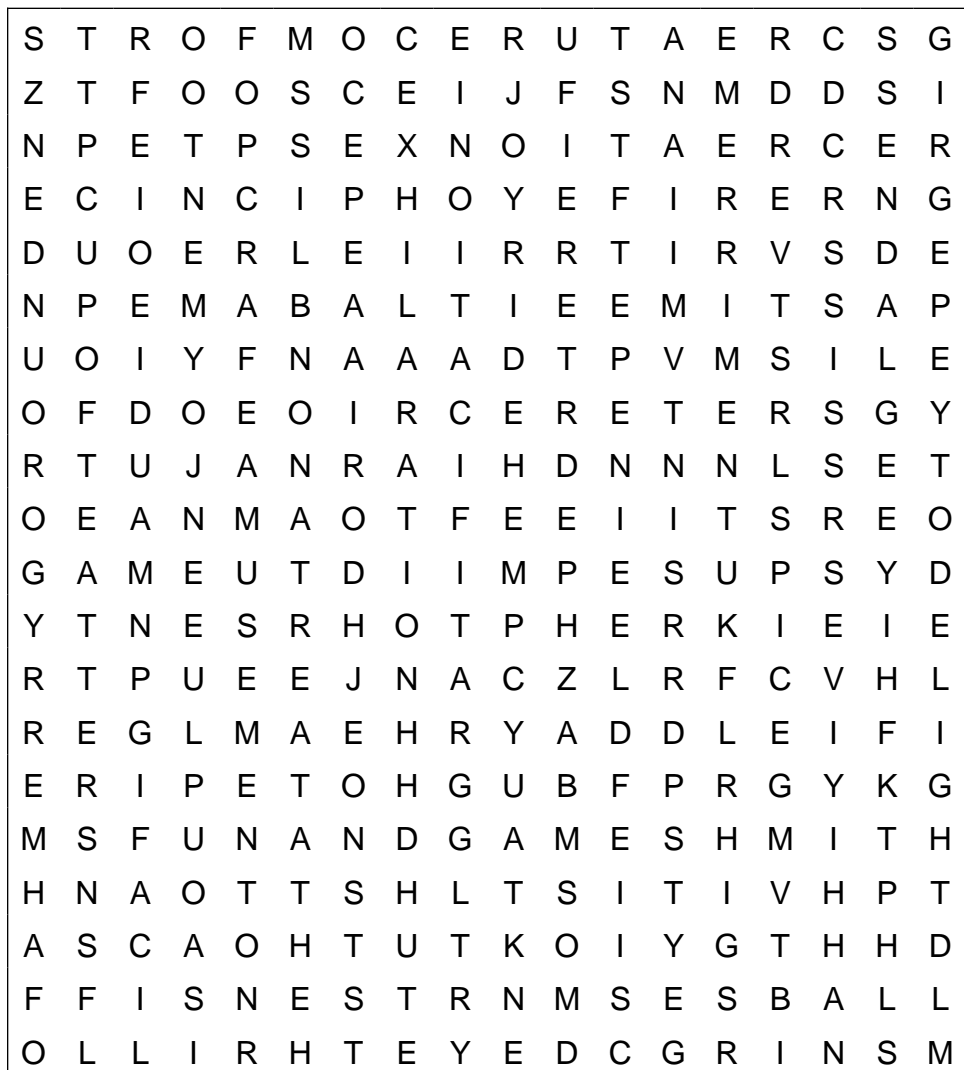 S T R O F M O C E R U T A E R C S G
Z T F O O S C E I J F S N M D D S I
N P E T P S E X N O I T A E R C E R
E C I N C I P H O Y E F I R E R N G
D U O E R L E I I R R T I R V S D E
N P E M A B A L T I E E M I T S A P
U O I Y F N A A A D T P V M S I L E
O F D O E O I R C E R E T E R S G Y
R T U J A N R A I H D N N N L S E T
O E A N M A O T F E E I I T S R E O
G A M E U T D I I M P E S U P S Y D
Y T N E S R H O T P H E R K I E I E
R T P U E E J N A C Z L R F C V H L
R E G L M A E H R Y A D D L E I F I
E R I P E T O H G U B F P R G Y K G
M S F U N A N D G A M E S H M I T H
H N A O T T S H L T S I T I V H P T
A S C A O H T U T K O I Y G T H H D
F F I S N E S T R N M S E S B A L L
O L L I R H T E Y E D C G R I N S M